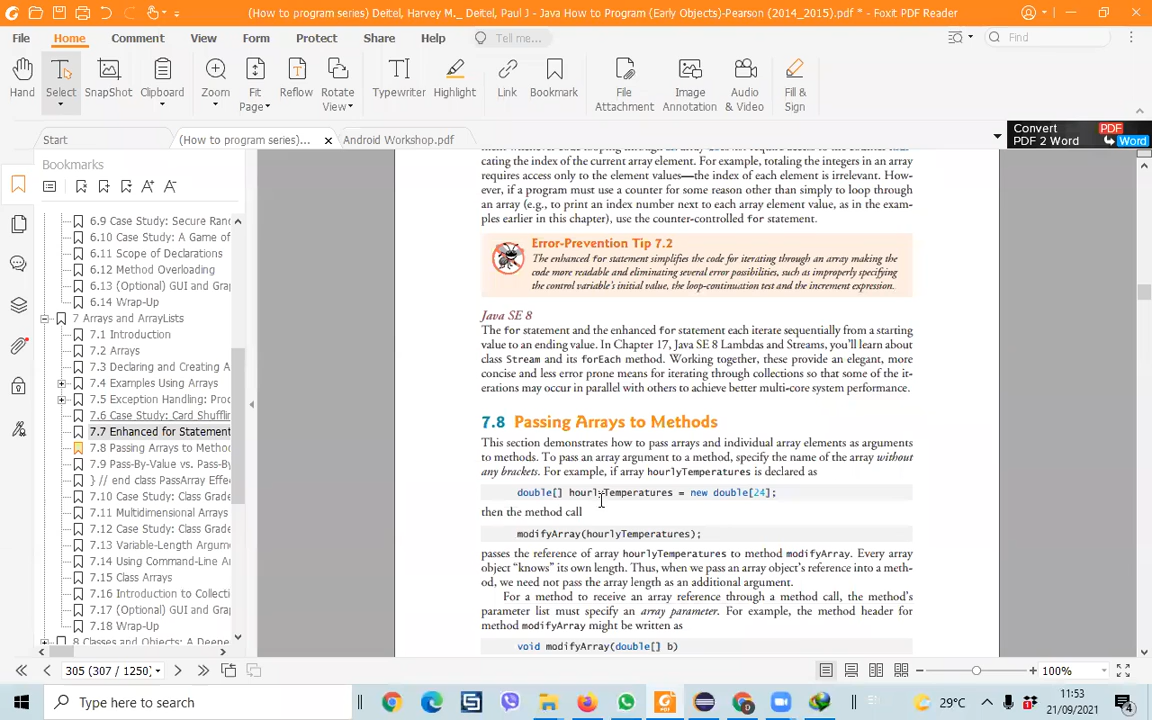 (How to program series) Deitel, Harvey M._ Deitel, Paul J - Java How to Program (Early Objects)-Pearson (2014_2015).pdf * - Foxit PDF Reader
File Home Comment View Form Protect Share Help Tell me... Find
Hand Select SnapShot Clipboard Zoom Fit Page Reflow Rotate View Typewriter Highlight Link Bookmark File Attachment Image Annotation Audio & Video Fill & Sign
Start (How to program series)... Android Workshop.pdf
Convert PDF
PDF 2 Word Word
Bookmarks
6.9 Case Study: Secure Ran
6.10 Case Study: A Game of
6.11 Scope of Declarations
6.12 Method Overloading
6.13 (Optional) GUI and Gra
6.14 Wrap-Up
7 Arrays and ArrayLists
7.1 Introduction
7.2 Arrays
7.3 Declaring and Creating A
7.4 Examples Using Arrays
7.5 Exception Handling: Proc
7.6 Case Study: Card Shufflin
7.7 Enhanced for Statement
7.8 Passing Arrays to Metho
7.9 Pass-By-Value vs. Pass-B
} // end class PassArray Effec
7.10 Case Study: Class Grade
7.12 Case Study: Class Grade
7.13 Variable-Length Argum
7.14 Using Command-Line A
7.15 Class Arrays
7.16 Introduction to Collecti
7.17 (Optional) GUI and Gra
7.18 Wrap-Up
8 Classes and Objects: A Deepe
cating the index of the current array element. For example, totaling the integers in an array
requires access only to the element values—the index of each element is irrelevant. How-
ever, if a program must use a counter for some reason other than simply to loop through
an array (e.g., to print an index number next to each array element value, as in the exam-
ples earlier in this chapter), use the counter-controlled for statement.
Error-Prevention Tip 7.2
The enhanced for statement simplifies the code for iterating through an array making the
code more readable and eliminating several error possibilities, such as improperly specifying
the control variable's initial value, the loop-continuation test and the increment expression.
Java SE 8
The for statement and the enhanced for statement each iterate sequentially from a starting
value to an ending value. In Chapter 17, Java SE 8 Lambdas and Streams, you'll learn about
class Stream and its forEach method. Working together, these provide an elegant, more
concise and less error prone means for iterating through collections so that some of the it-
erations may occur in parallel with others to achieve better multi-core system performance.
7.8 Passing Arrays to Methods
This section demonstrates how to pass arrays and individual array elements as arguments
to methods. To pass an array argument to a method, specify the name of the array without
any brackets. For example, if array hourlyTemperatures is declared as
double[] hourlyTemperatures = new double[24];
then the method call
modifyArray(hourlyTemperatures);
passes the reference of array hourlyTemperatures to method modifyArray. Every array
object "knows" its own length. Thus, when we pass an array object's reference into a meth-
od, we need not pass the array length as an additional argument.
For a method to receive an array reference through a method call, the method's
parameter list must specify an array parameter. For example, the method header for
method modifyArray might be written as
void modifyArray(double[] b)
305 (307 / 1250) 100%
Type here to search 29°C 11:53
21/09/2021
4